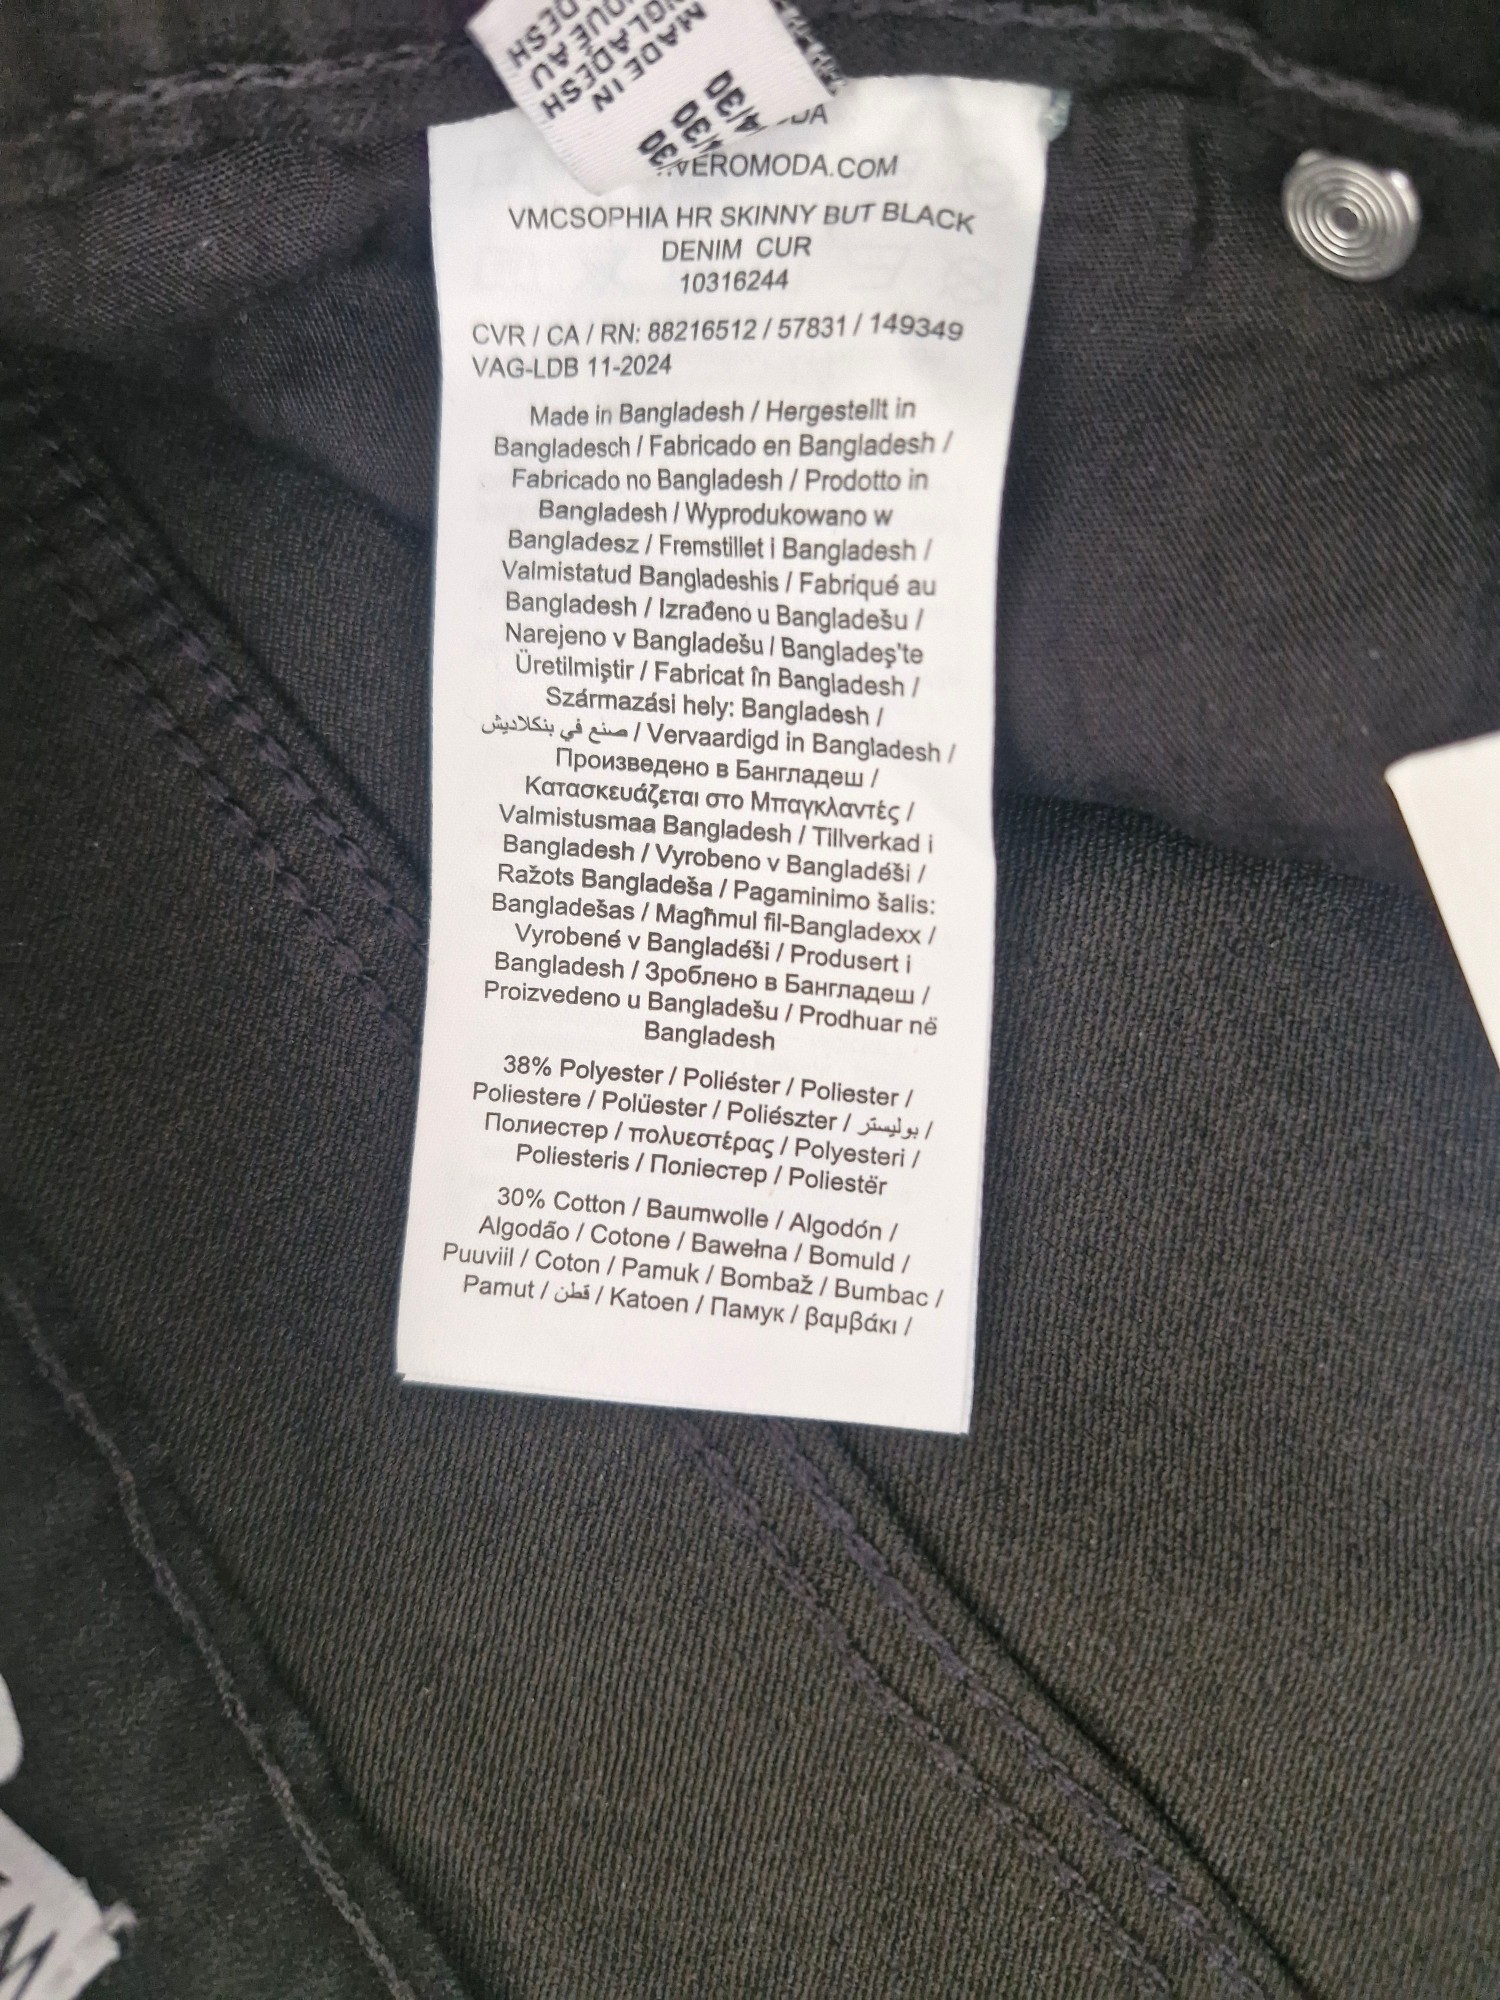 MADE IN
VEROMODA.COM
VMCSOPHIA HR SKINNY BUT BLACK
DENIM CUR
10316244
CVR / CA / RN: 88216512 / 57831 / 149349
VAG-LDB 11-2024
Made in Bangladesh / Hergestellt in
Bangladesch / Fabricado en Bangladesh /
Fabricado no Bangladesh / Prodotto in
Bangladesh / Wyprodukowano w
Bangladesz / Fremstillet i Bangladesh /
Valmistatud Bangladeshis / Fabriqué au
Bangladesh / Izrađeno u Bangladešu /
Narejeno v Bangladešu / Bangladeş'te
Üretilmiştir / Fabricat în Bangladesh /
Származási hely: Bangladesh /
صنع في بنكلاديش / Vervaardigd in Bangladesh /
Произведено в Бангладеш /
Κατασκευάζεται στο Μπαγκλαντές /
Valmistusmaa Bangladesh / Tillverkad i
Bangladesh / Vyrobeno v Bangladéši /
Ražots Bangladeša / Pagaminimo šalis:
Bangladešas / Magħmul fil-Bangladexx /
Vyrobené v Bangladéši / Produsert i
Bangladesh / Зроблено в Бангладеш /
Proizvedeno u Bangladešu / Prodhuar në
Bangladesh
38% Polyester / Poliéster / Poliester /
Poliestere / Polüester / Poliészter / بوليستر /
Полиестер / πολυεστέρας / Polyesteri /
Poliesteris / Поліестер / Poliestër
30% Cotton / Baumwolle / Algodón /
Algodão / Cotone / Bawełna / Bomuld /
Puuviil / Coton / Pamuk / Bombaž / Bumbac /
Pamut / قطن / Katoen / Памук / βαμβάκι /